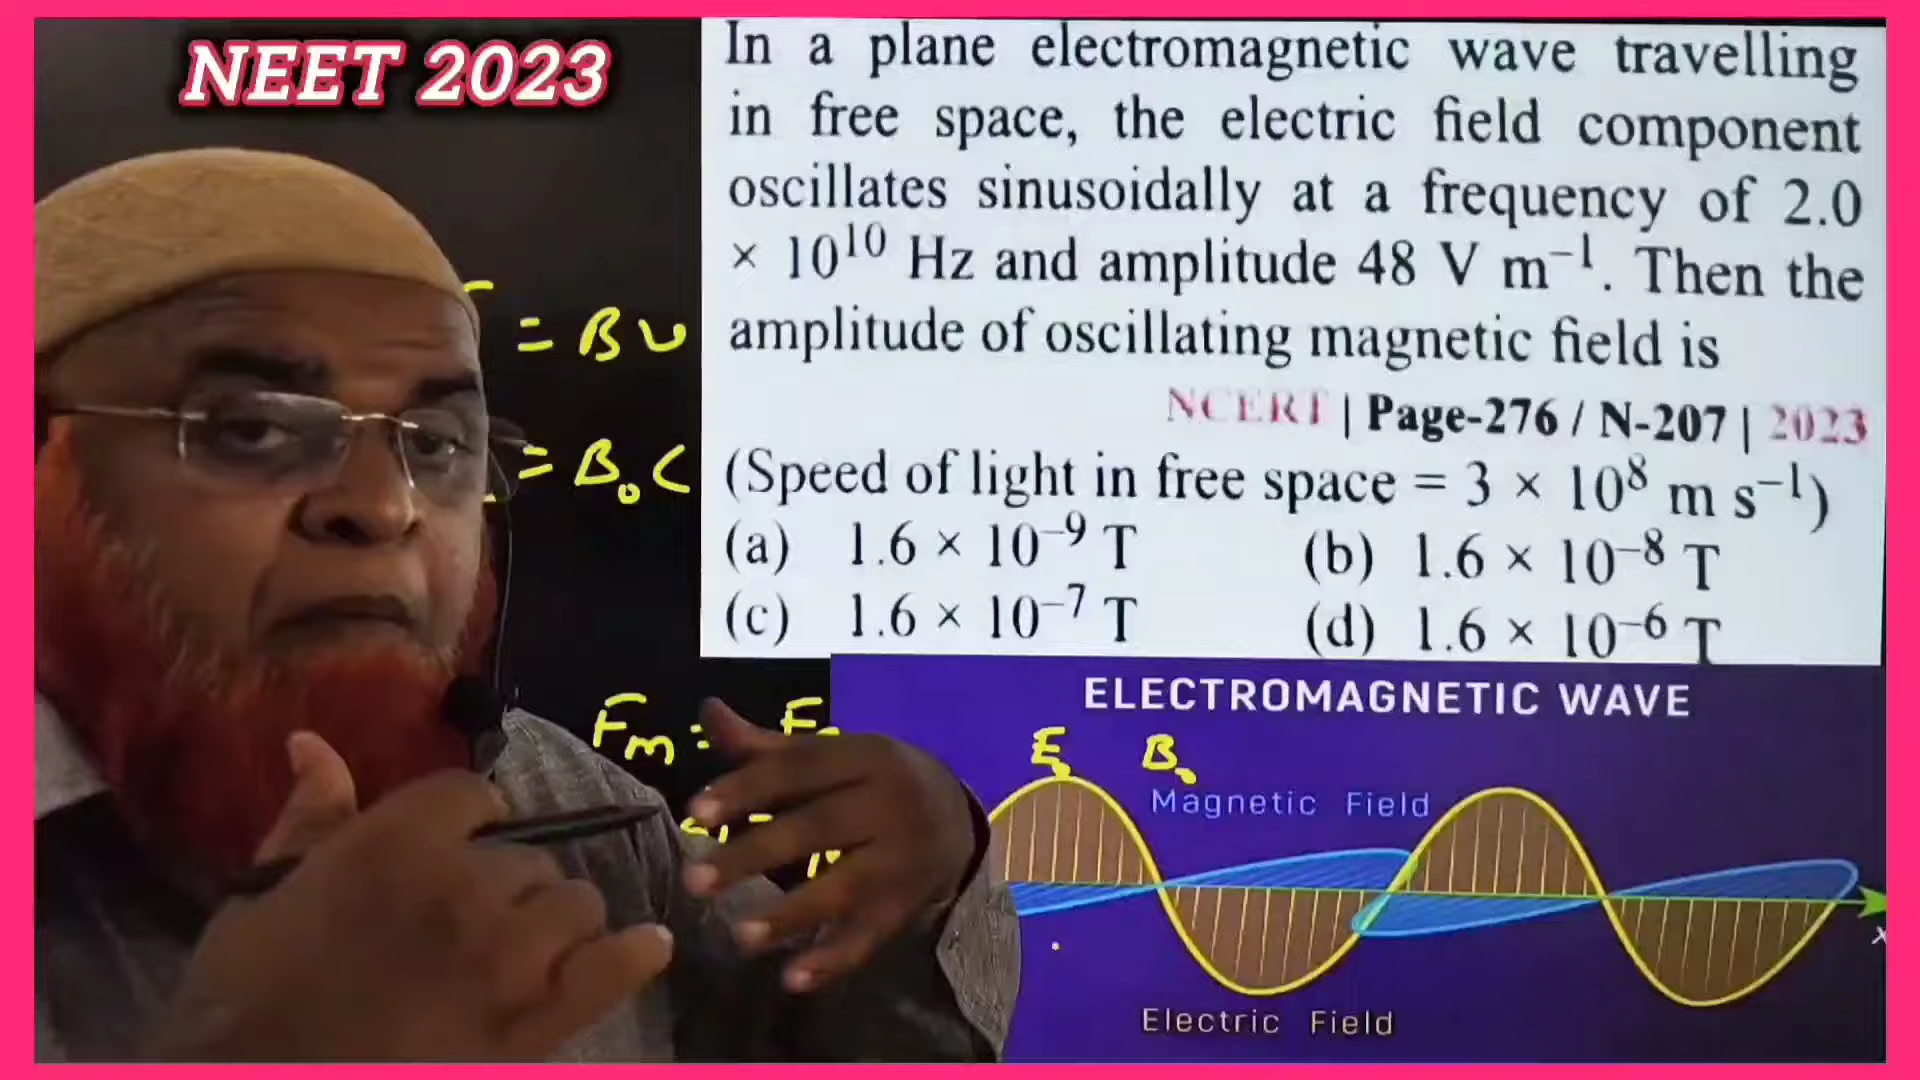 NEET 2023
In a plane electromagnetic wave travelling
in free space, the electric field component
oscillates sinusoidally at a frequency of 2.0
× 10¹⁰ Hz and amplitude 48 V m⁻¹. Then the
amplitude of oscillating magnetic field is
NCERT | Page-276 / N-207 | 2023
(Speed of light in free space = 3 × 10⁸ m s⁻¹)
(a) 1.6 × 10⁻⁹ T (b) 1.6 × 10⁻⁸ T
(c) 1.6 × 10⁻⁷ T (d) 1.6 × 10⁻⁶ T
= B υ
= B₀ C
Fm =
ELECTROMAGNETIC WAVE
E₀ B₀
Magnetic Field
x
Electric Field